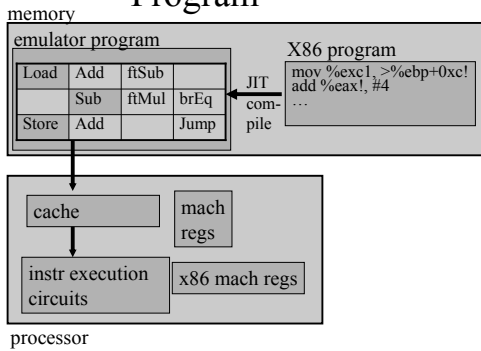 Program
memory
emulator program
X86 program
Load Add ftSub
Sub ftMul brEq
Store Add Jump
JIT
com-
pile
mov %exc1, >%ebp+0xc!
add %eax!, #4
…
cache
mach
regs
instr execution
circuits
x86 mach regs
processor